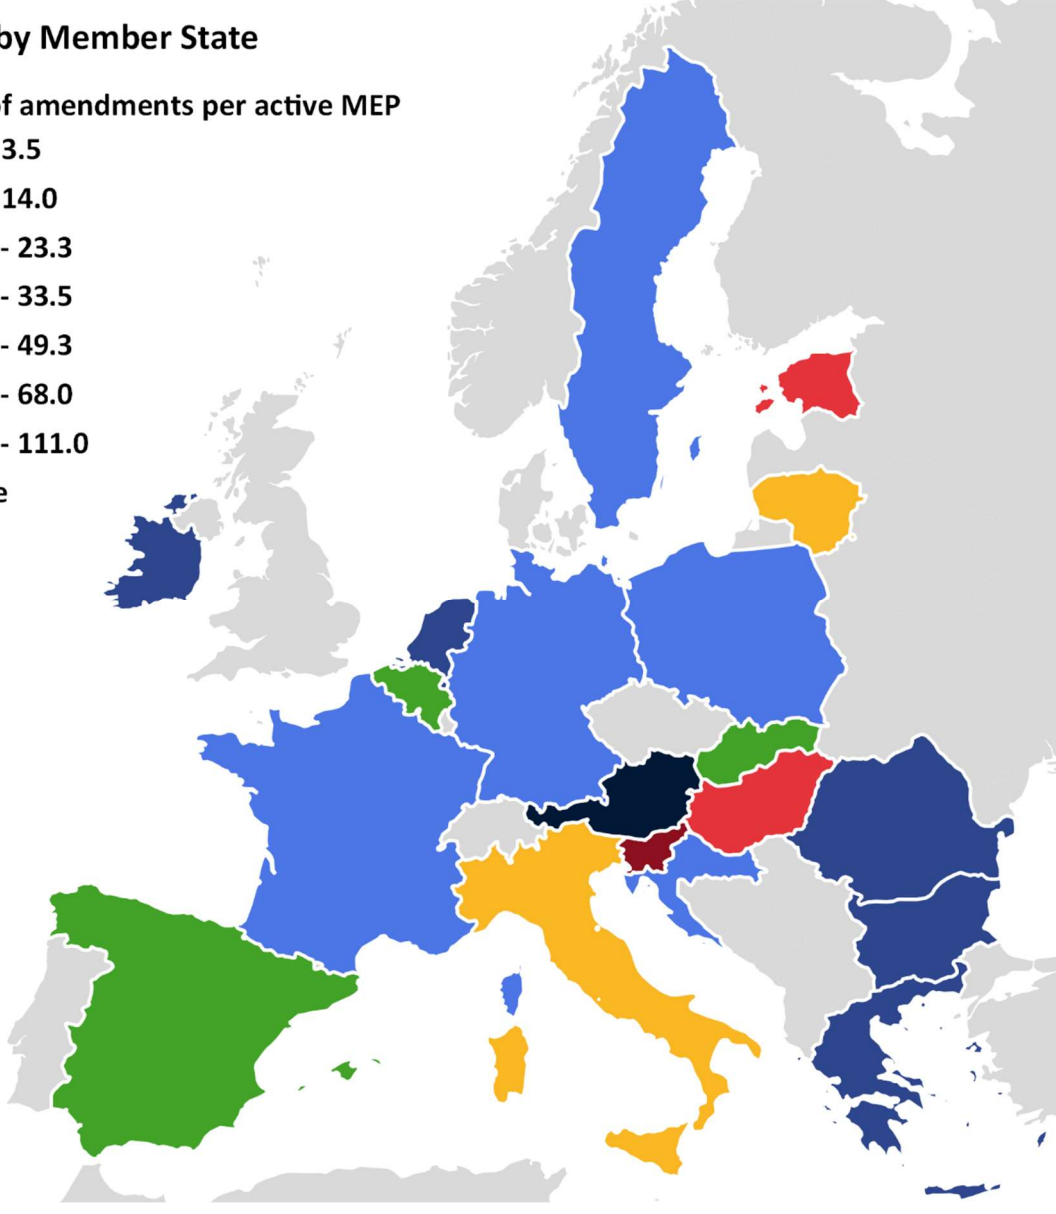 by Member State
of amendments per active MEP
3.5
14.0
- 23.3
- 33.5
- 49.3
- 68.0
- 111.0
e